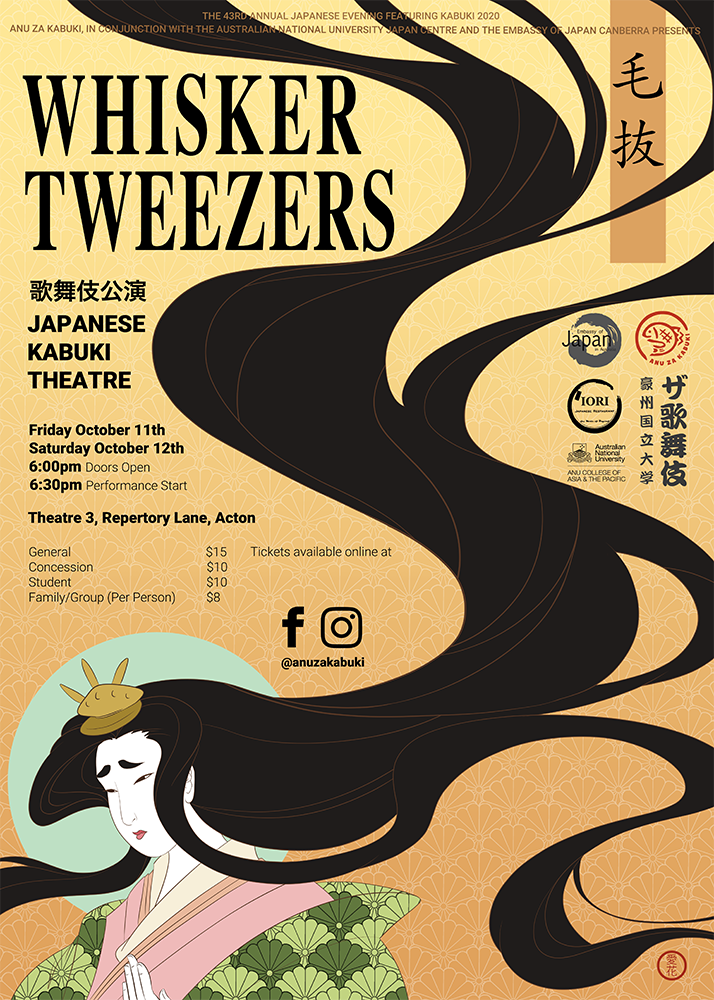 THE 43RD ANNUAL JAPANESE EVENING FEATURING KABUKI 2020
ANU ZA KABUKI, IN CONJUNCTION WITH THE AUSTRALIAN NATIONAL UNIVERSITY JAPAN CENTRE AND THE EMBASSY OF JAPAN CANBERRA PRESENTS
毛抜
WHISKER
TWEEZERS
歌舞伎公演
JAPANESE
KABUKI
THEATRE
Embassy of
Japan
ANU ZA KABUKI
IORI
JAPANESE RESTAURANT
ザ歌舞伎
豪州国立大学
Australian
National
University
ANU COLLEGE OF
ASIA & THE PACIFIC
Friday October 11th
Saturday October 12th
6:00pm Doors Open
6:30pm Performance Start
Theatre 3, Repertory Lane, Acton
General $15 Tickets available online at
Concession $10
Student $10
Family/Group (Per Person) $8
@anuzakabuki
愛花